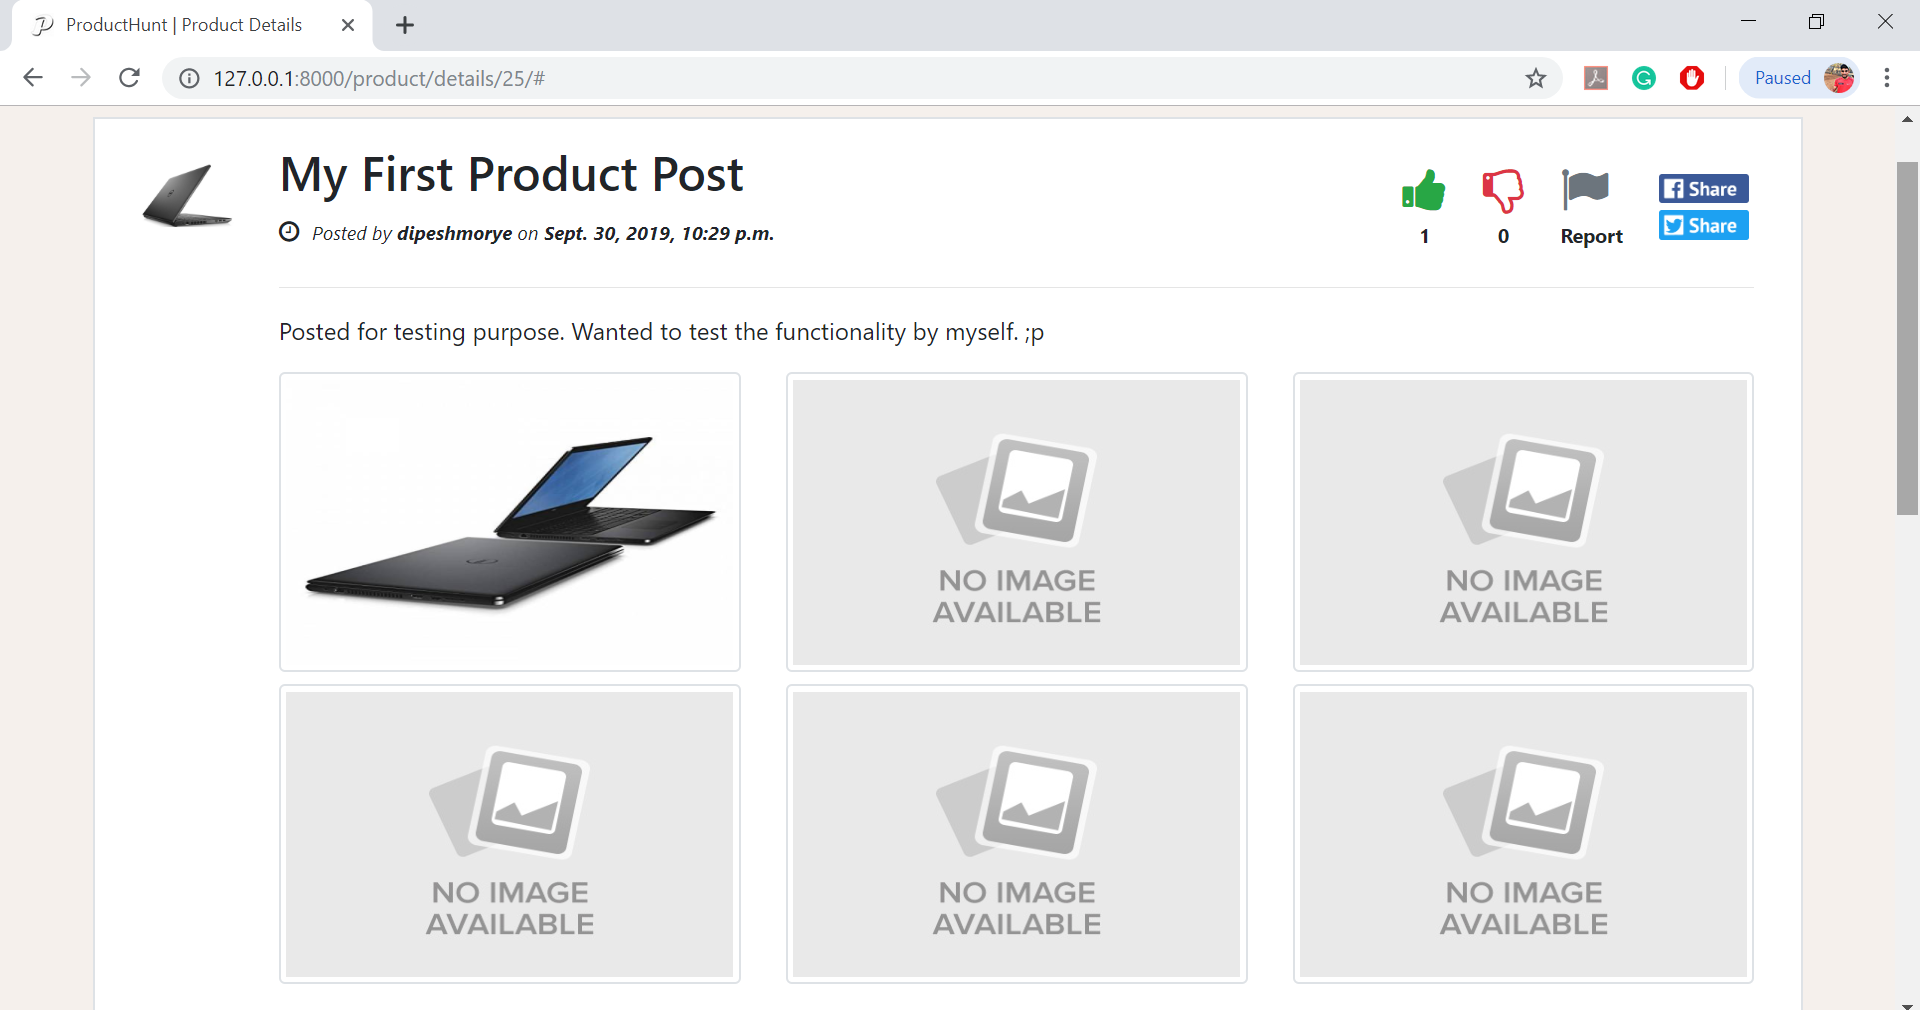 ProductHunt | Product Details
127.0.0.1:8000/product/details/25/#
Paused
My First Product Post
Posted by dipeshmorye on Sept. 30, 2019, 10:29 p.m.
1
0
Report
Share
Share
Posted for testing purpose. Wanted to test the functionality by myself. ;p
NO IMAGE
AVAILABLE
NO IMAGE
AVAILABLE
NO IMAGE
AVAILABLE
NO IMAGE
AVAILABLE
NO IMAGE
AVAILABLE